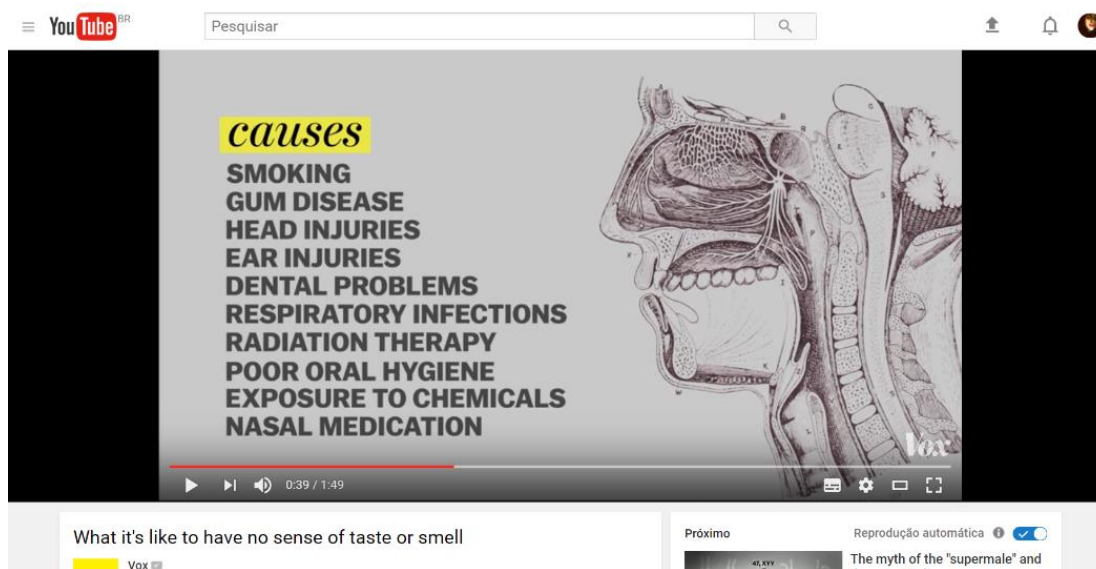 YouTube BR
Pesquisar
causes
SMOKING
GUM DISEASE
HEAD INJURIES
EAR INJURIES
DENTAL PROBLEMS
RESPIRATORY INFECTIONS
RADIATION THERAPY
POOR ORAL HYGIENE
EXPOSURE TO CHEMICALS
NASAL MEDICATION
Vox
0:39 / 1:49
What it's like to have no sense of taste or smell
Vox
Próximo
Reprodução automática
47, XYY
The myth of the "supermale" and